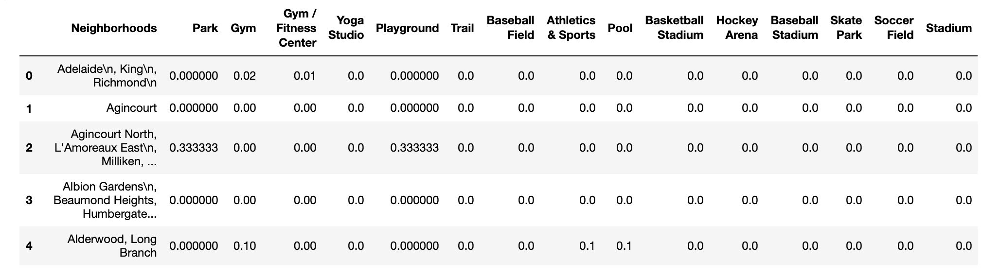 Neighborhoods Park Gym Gym / Fitness Center Yoga Studio Playground Trail Baseball Field Athletics & Sports Pool Basketball Stadium Hockey Arena Baseball Stadium Skate Park Soccer Field Stadium
0 Adelaide\n, King\n, Richmond\n 0.000000 0.02 0.01 0.0 0.000000 0.0 0.0 0.0 0.0 0.0 0.0 0.0 0.0 0.0 0.0
1 Agincourt 0.000000 0.00 0.00 0.0 0.000000 0.0 0.0 0.0 0.0 0.0 0.0 0.0 0.0 0.0 0.0
2 Agincourt North, L'Amoreaux East\n, Milliken, ... 0.333333 0.00 0.00 0.0 0.333333 0.0 0.0 0.0 0.0 0.0 0.0 0.0 0.0 0.0 0.0
3 Albion Gardens\n, Beaumond Heights, Humbergate... 0.000000 0.00 0.00 0.0 0.000000 0.0 0.0 0.0 0.0 0.0 0.0 0.0 0.0 0.0 0.0
4 Alderwood, Long Branch 0.000000 0.10 0.00 0.0 0.000000 0.0 0.0 0.1 0.1 0.0 0.0 0.0 0.0 0.0 0.0